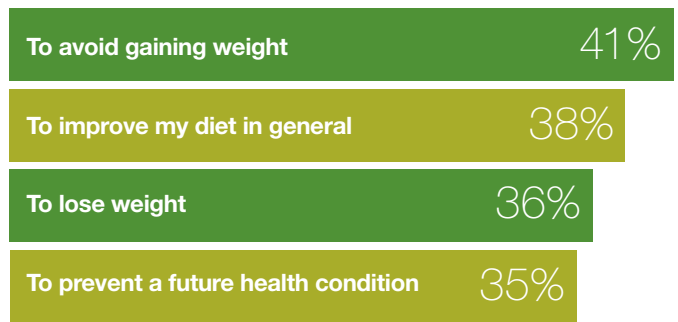 To avoid gaining weight 41%
To improve my diet in general 38%
To lose weight 36%
To prevent a future health condition 35%